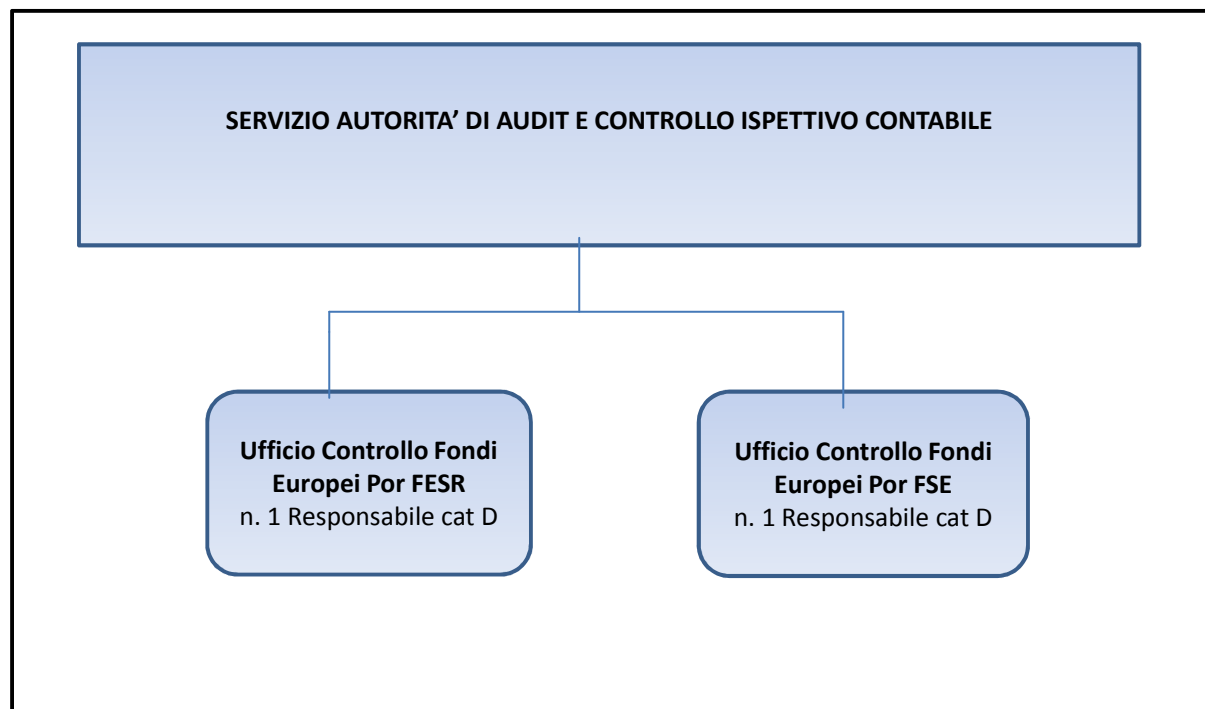 SERVIZIO AUTORITA’ DI AUDIT E CONTROLLO ISPETTIVO CONTABILE
Ufficio Controllo Fondi
Europei Por FESR
n. 1 Responsabile cat D
Ufficio Controllo Fondi
Europei Por FSE
n. 1 Responsabile cat D